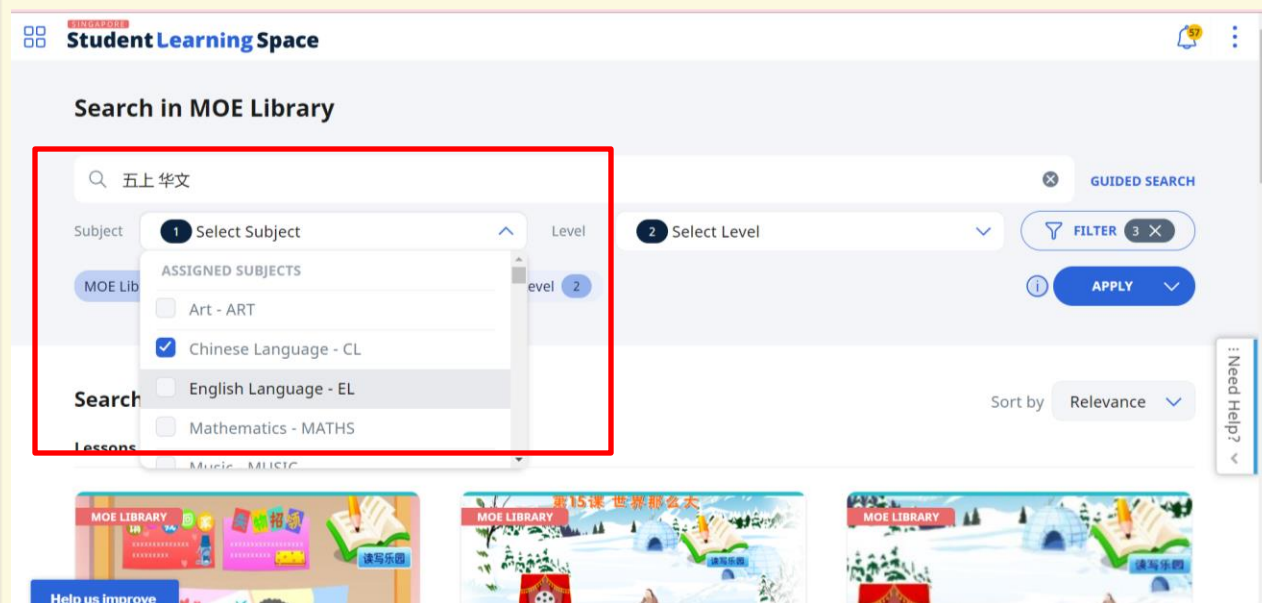 SINGAPORE
Student Learning Space
57
Search in MOE Library
五上 华文
GUIDED SEARCH
Subject
1 Select Subject
Level
2 Select Level
FILTER 3
ASSIGNED SUBJECTS
MOE Lib
evel 2
APPLY
Art - ART
Chinese Language - CL
English Language - EL
Mathematics - MATHS
Music - MUSIC
Search
Sort by Relevance
Need Help?
Lessons
MOE LIBRARY
读写乐园
第15课 世界那么大
MOE LIBRARY
读写乐园
MOE LIBRARY
读写乐园
Help us improve